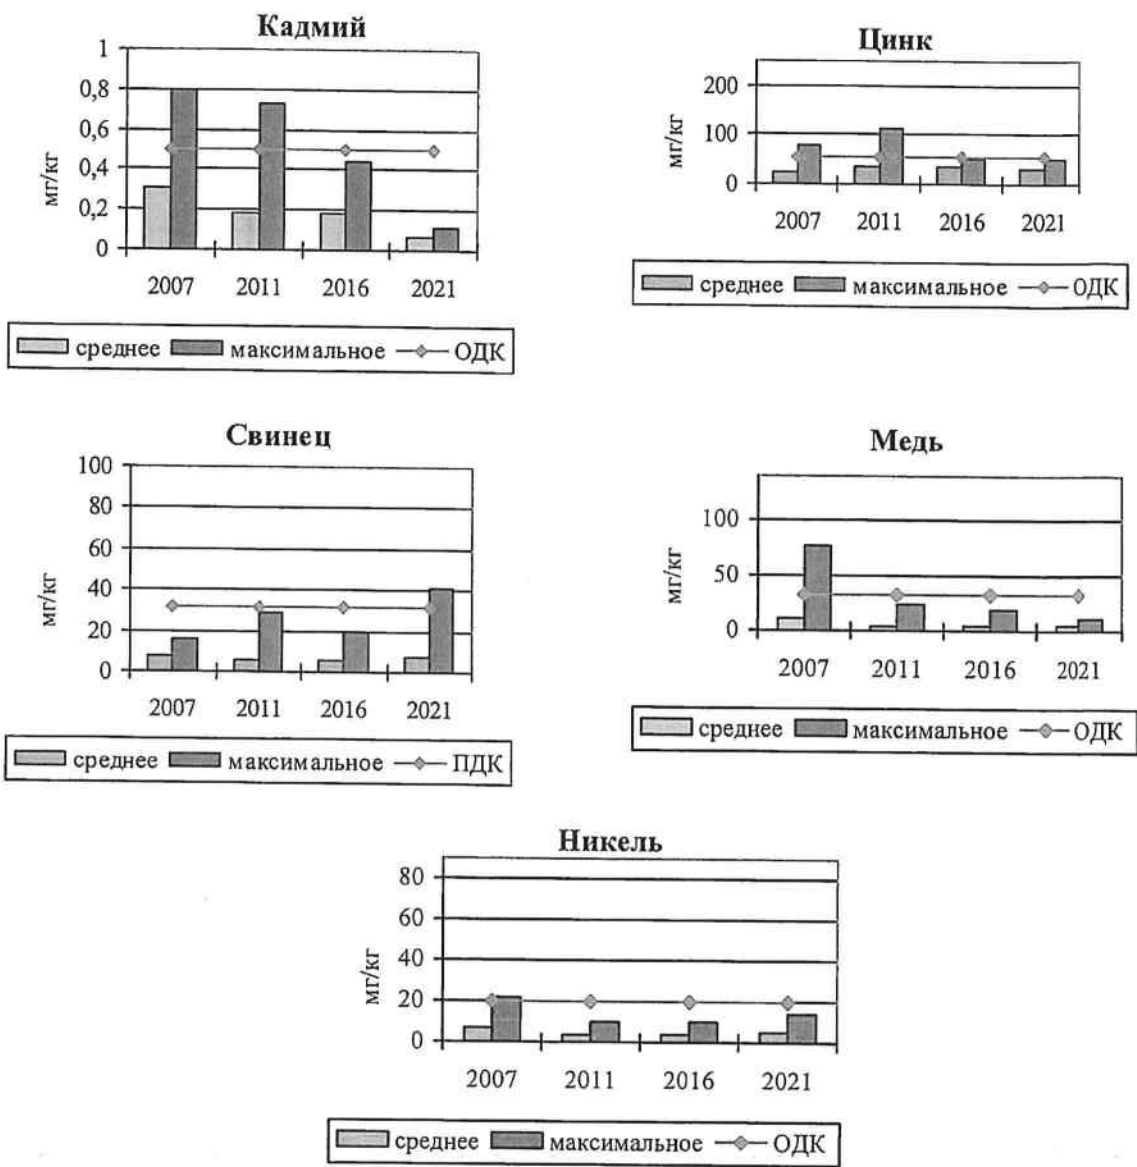 Кадмий
1
0,8
0,6
0,4
0,2
0
мг/кг
2007 2011 2016 2021
среднее максимальное ОДК
Цинк
200
100
0
мг/кг
2007 2011 2016 2021
среднее максимальное ОДК
Свинец
100
80
60
40
20
0
мг/кг
2007 2011 2016 2021
среднее максимальное ПДК
Медь
100
50
0
мг/кг
2007 2011 2016 2021
среднее максимальное ОДК
Никель
80
60
40
20
0
мг/кг
2007 2011 2016 2021
среднее максимальное ОДК